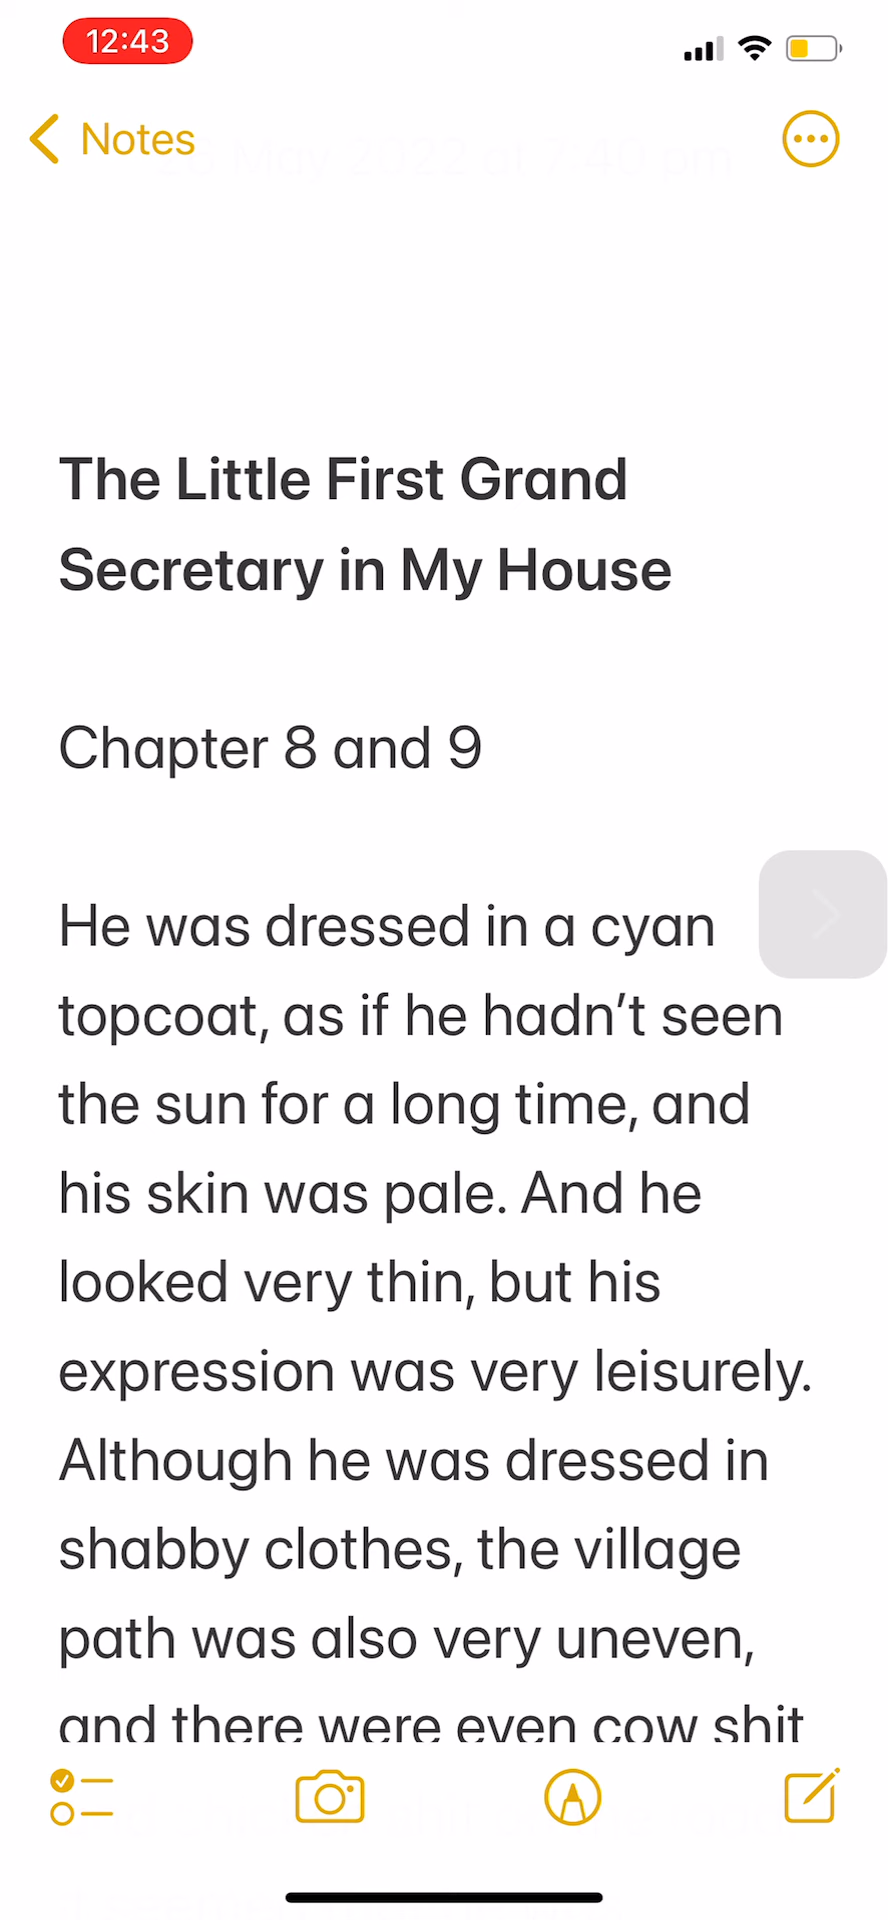 12:43
Notes
The Little First Grand
Secretary in My House
Chapter 8 and 9
He was dressed in a cyan
topcoat, as if he hadn’t seen
the sun for a long time, and
his skin was pale. And he
looked very thin, but his
expression was very leisurely.
Although he was dressed in
shabby clothes, the village
path was also very uneven,
and there were even cow shit